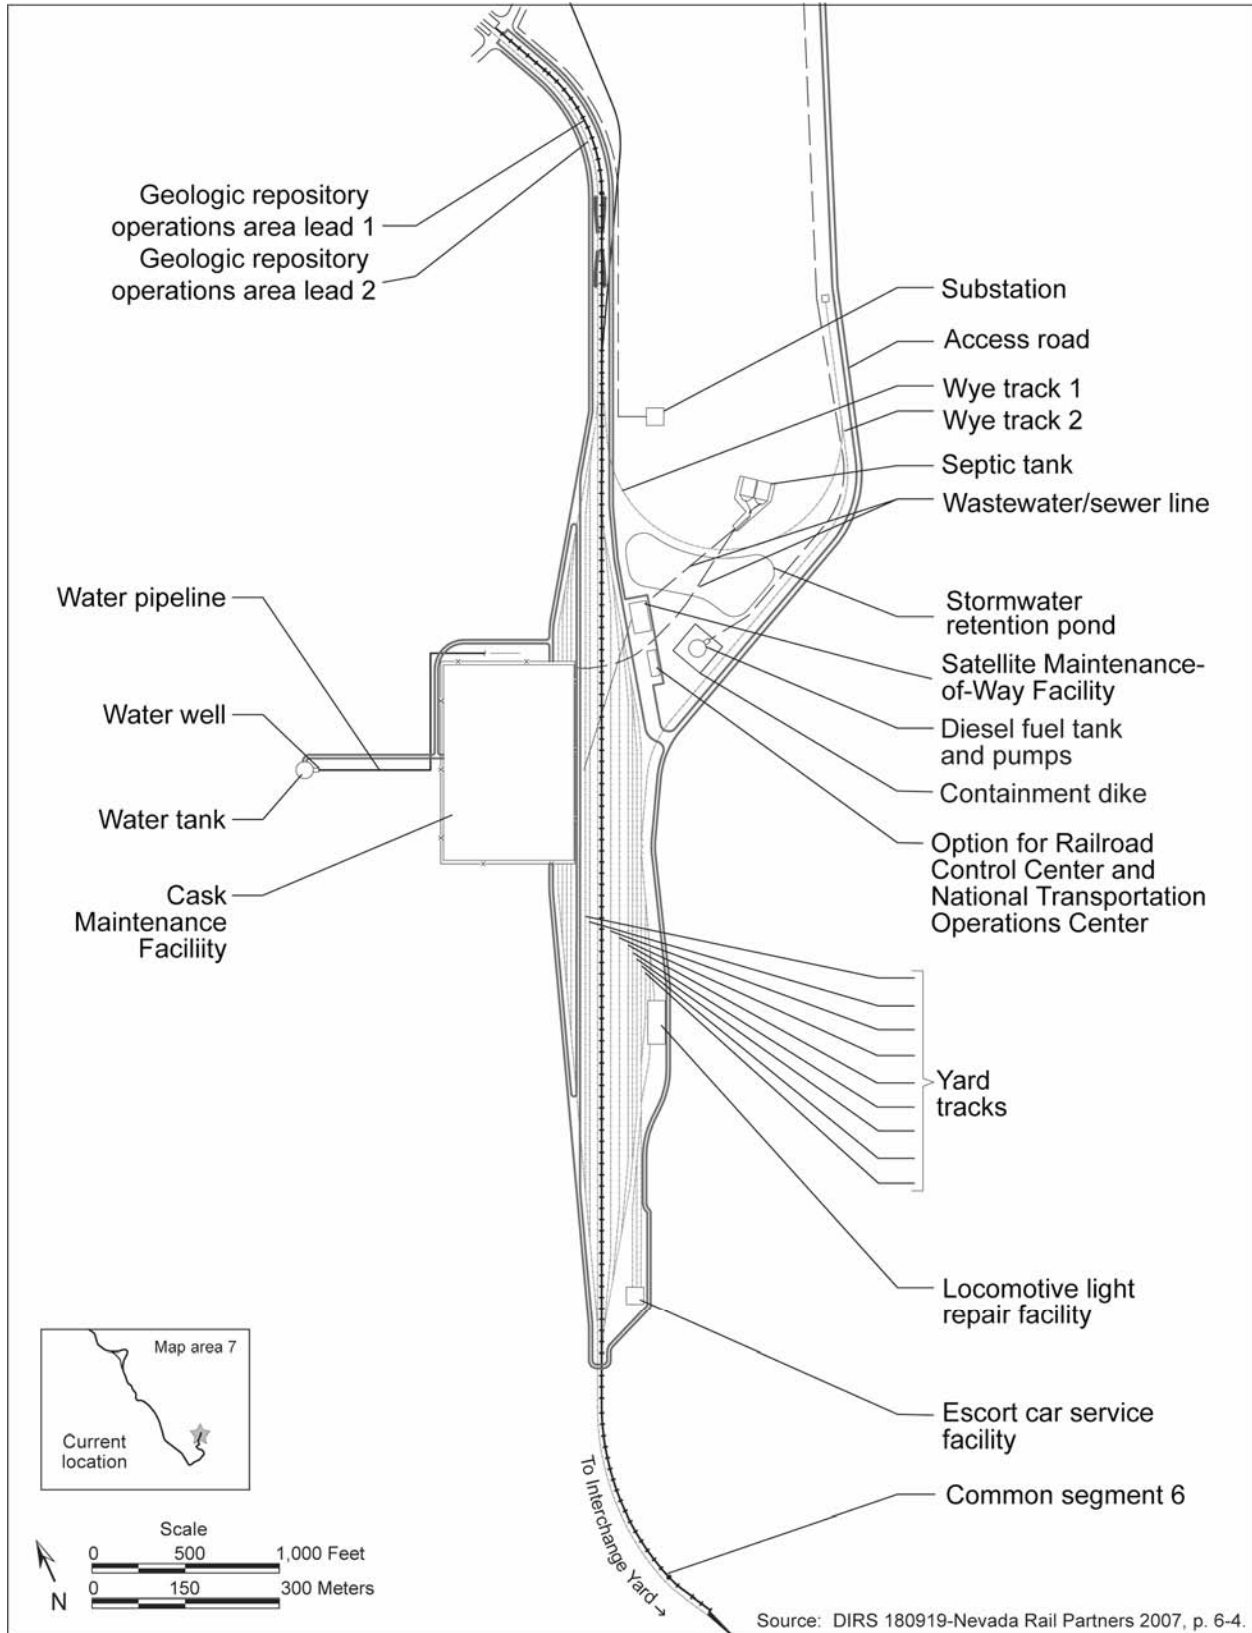 Geologic repository
operations area lead 1
Geologic repository
operations area lead 2
Substation
Access road
Wye track 1
Wye track 2
Septic tank
Wastewater/sewer line
Water pipeline
Stormwater
retention pond
Satellite Maintenance-
of-Way Facility
Water well
Diesel fuel tank
and pumps
Containment dike
Water tank
Option for Railroad
Control Center and
National Transportation
Operations Center
Cask
Maintenance
Faciliity
Yard
tracks
Locomotive light
repair facility
Map area 7
Current
location
Escort car service
facility
To Interchange Yard →
Common segment 6
Scale
0 500 1,000 Feet
0 150 300 Meters
N
Source: DIRS 180919-Nevada Rail Partners 2007, p. 6-4.